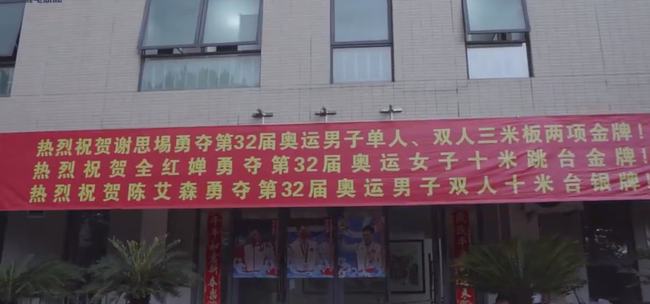 热烈祝贺谢思埸勇夺第32届奥运男子单人、双人三米板两项金牌!
热烈祝贺全红婵勇夺第32届奥运女子十米跳台金牌!
热烈祝贺陈艾森勇夺第32届奥运男子双人十米台银牌!